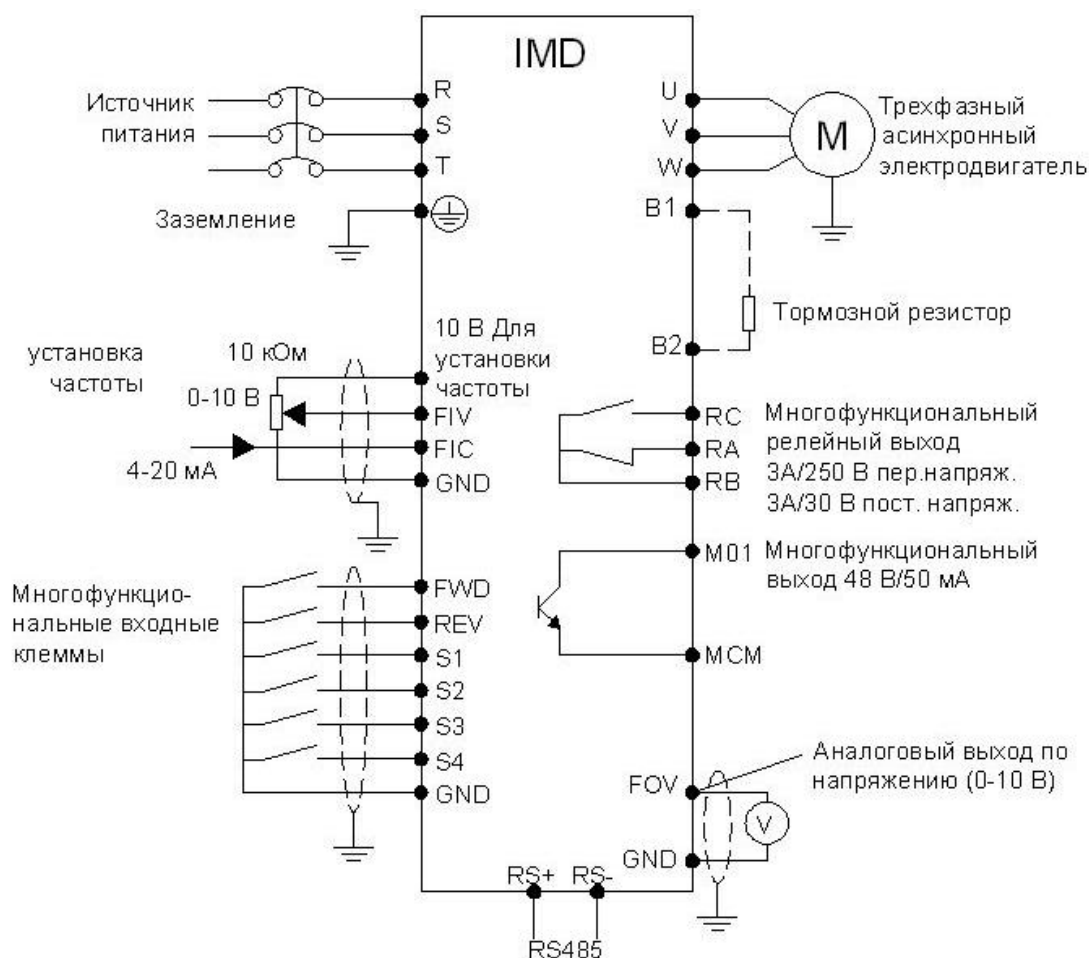 IMD
Источник
питания
R
S
T
Заземление
U
V
W
M
Трехфазный
асинхронный
электродвигатель
B1
B2
Тормозной резистор
установка
частоты
10 кОм
0-10 В
4-20 мА
10 В Для
установки
частоты
FIV
FIC
GND
RC
RA
RB
Многофункциональный
релейный выход
3А/250 В пер.напряж.
3А/30 В пост. напряж.
M01
Многофункциональный
выход 48 В/50 мА
MCM
Многофункцио-
нальные входные
клеммы
FWD
REV
S1
S2
S3
S4
GND
Аналоговый выход по
напряжению (0-10 В)
FOV
V
GND
RS+ RS-
RS485